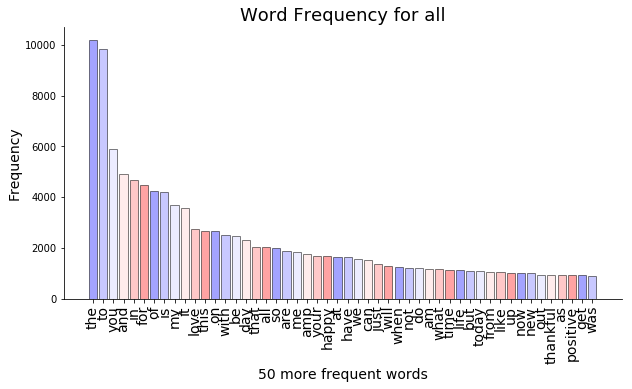 Word Frequency for all
Frequency
10000
8000
6000
4000
2000
0
the
to
you
and
in
for
of
is
my
it
love
this
on
with
be
day
that
all
so
are
me
amp
your
happy
at
have
we
can
just
will
when
not
do
am
what
time
life
but
today
from
like
up
now
new
out
thankful
as
positive
get
was
50 more frequent words